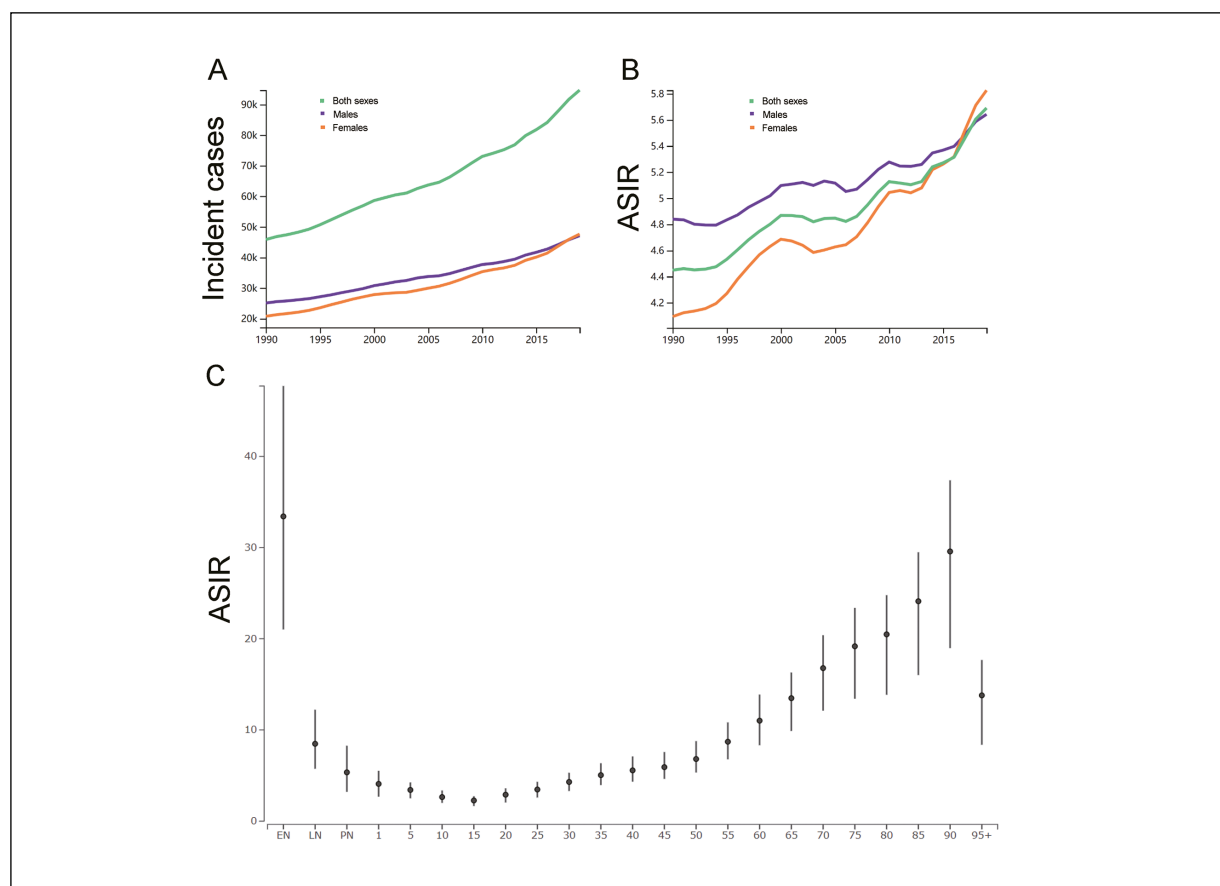 A
Incident cases
Both sexes
Males
Females
90k
80k
70k
60k
50k
40k
30k
20k
1990 1995 2000 2005 2010 2015
B
ASIR
Both sexes
Males
Females
5.8
5.6
5.4
5.2
5
4.8
4.6
4.4
4.2
1990 1995 2000 2005 2010 2015
C
ASIR
40
30
20
10
0
EN LN PN 1 5 10 15 20 25 30 35 40 45 50 55 60 65 70 75 80 85 90 95+